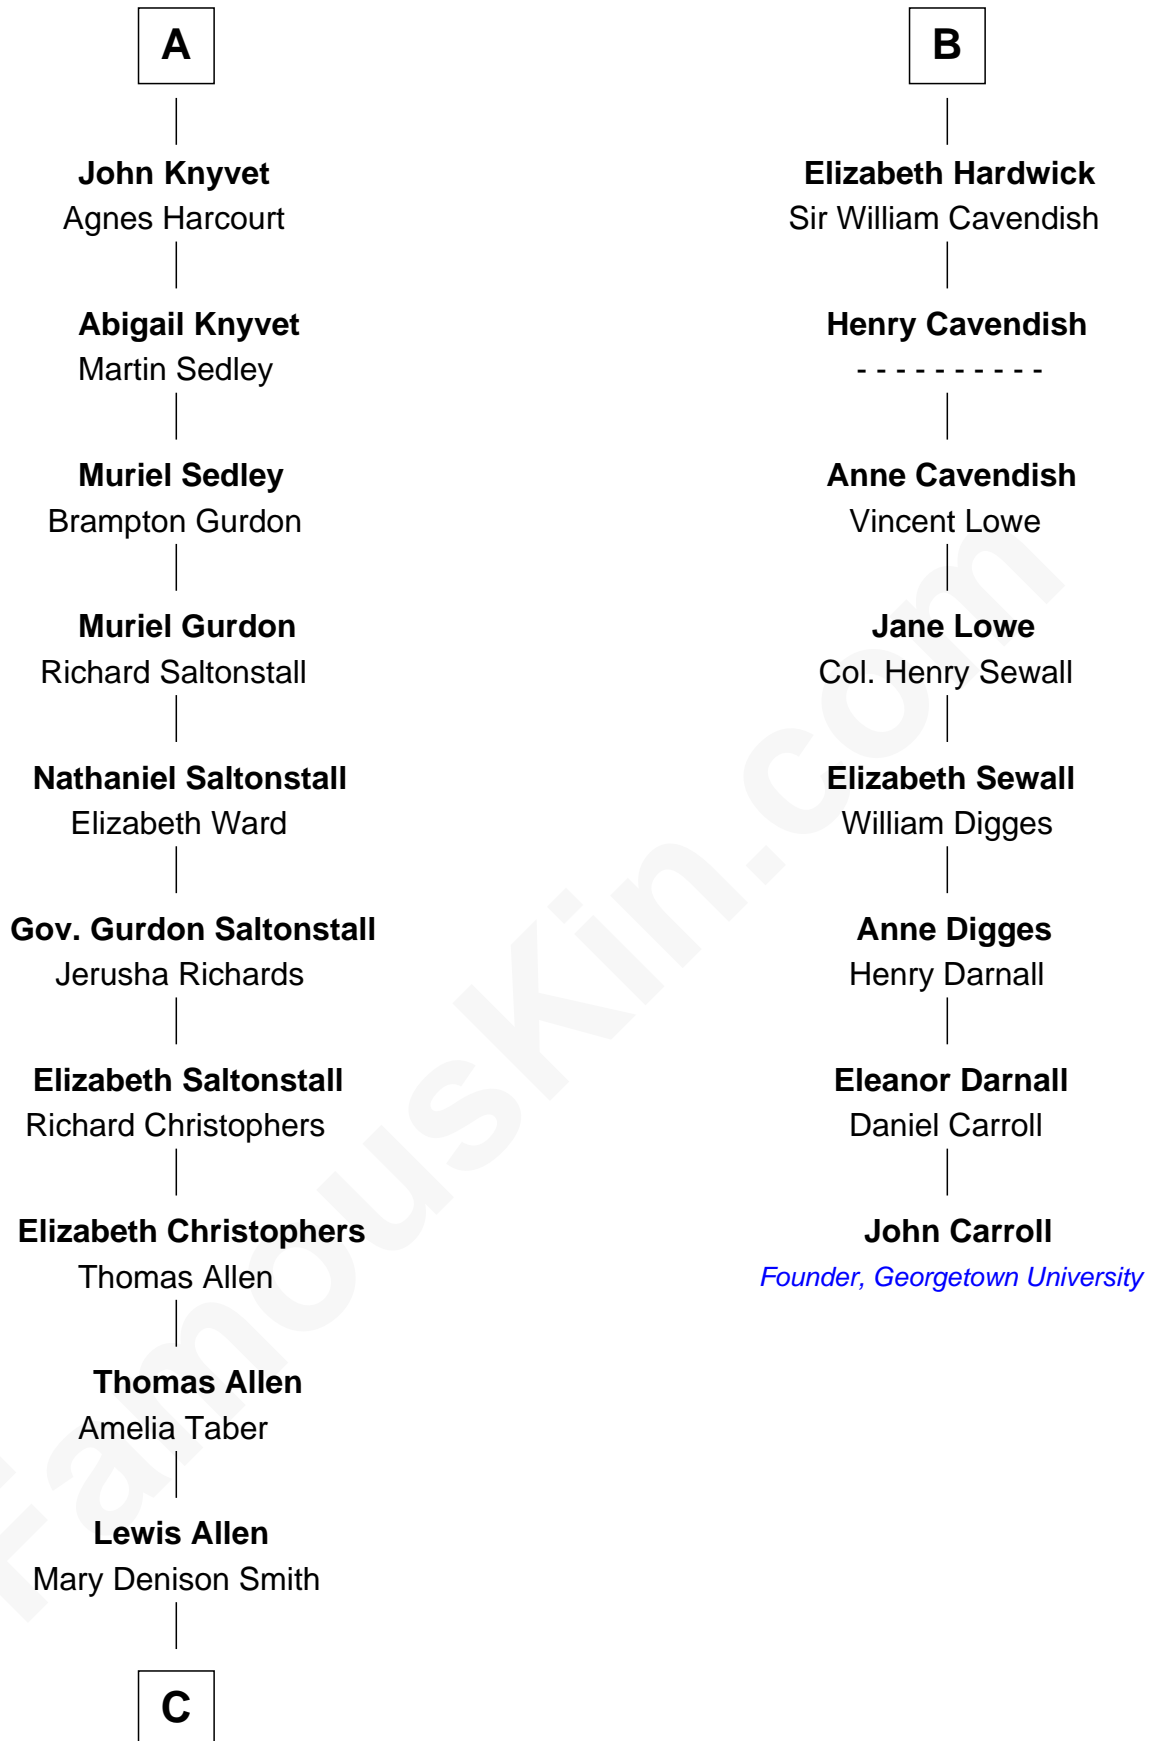 A
John Knyvet
Agnes Harcourt
Abigail Knyvet
Martin Sedley
Muriel Sedley
Brampton Gurdon
Muriel Gurdon
Richard Saltonstall
Nathaniel Saltonstall
Elizabeth Ward
Gov. Gurdon Saltonstall
Jerusha Richards
Elizabeth Saltonstall
Richard Christophers
Elizabeth Christophers
Thomas Allen
Thomas Allen
Amelia Taber
Lewis Allen
Mary Denison Smith
C
B
Elizabeth Hardwick
Sir William Cavendish
Henry Cavendish
- - - - - - - - - -
Anne Cavendish
Vincent Lowe
Jane Lowe
Col. Henry Sewall
Elizabeth Sewall
William Digges
Anne Digges
Henry Darnall
Eleanor Darnall
Daniel Carroll
John Carroll
Founder, Georgetown University
FamousKin.com